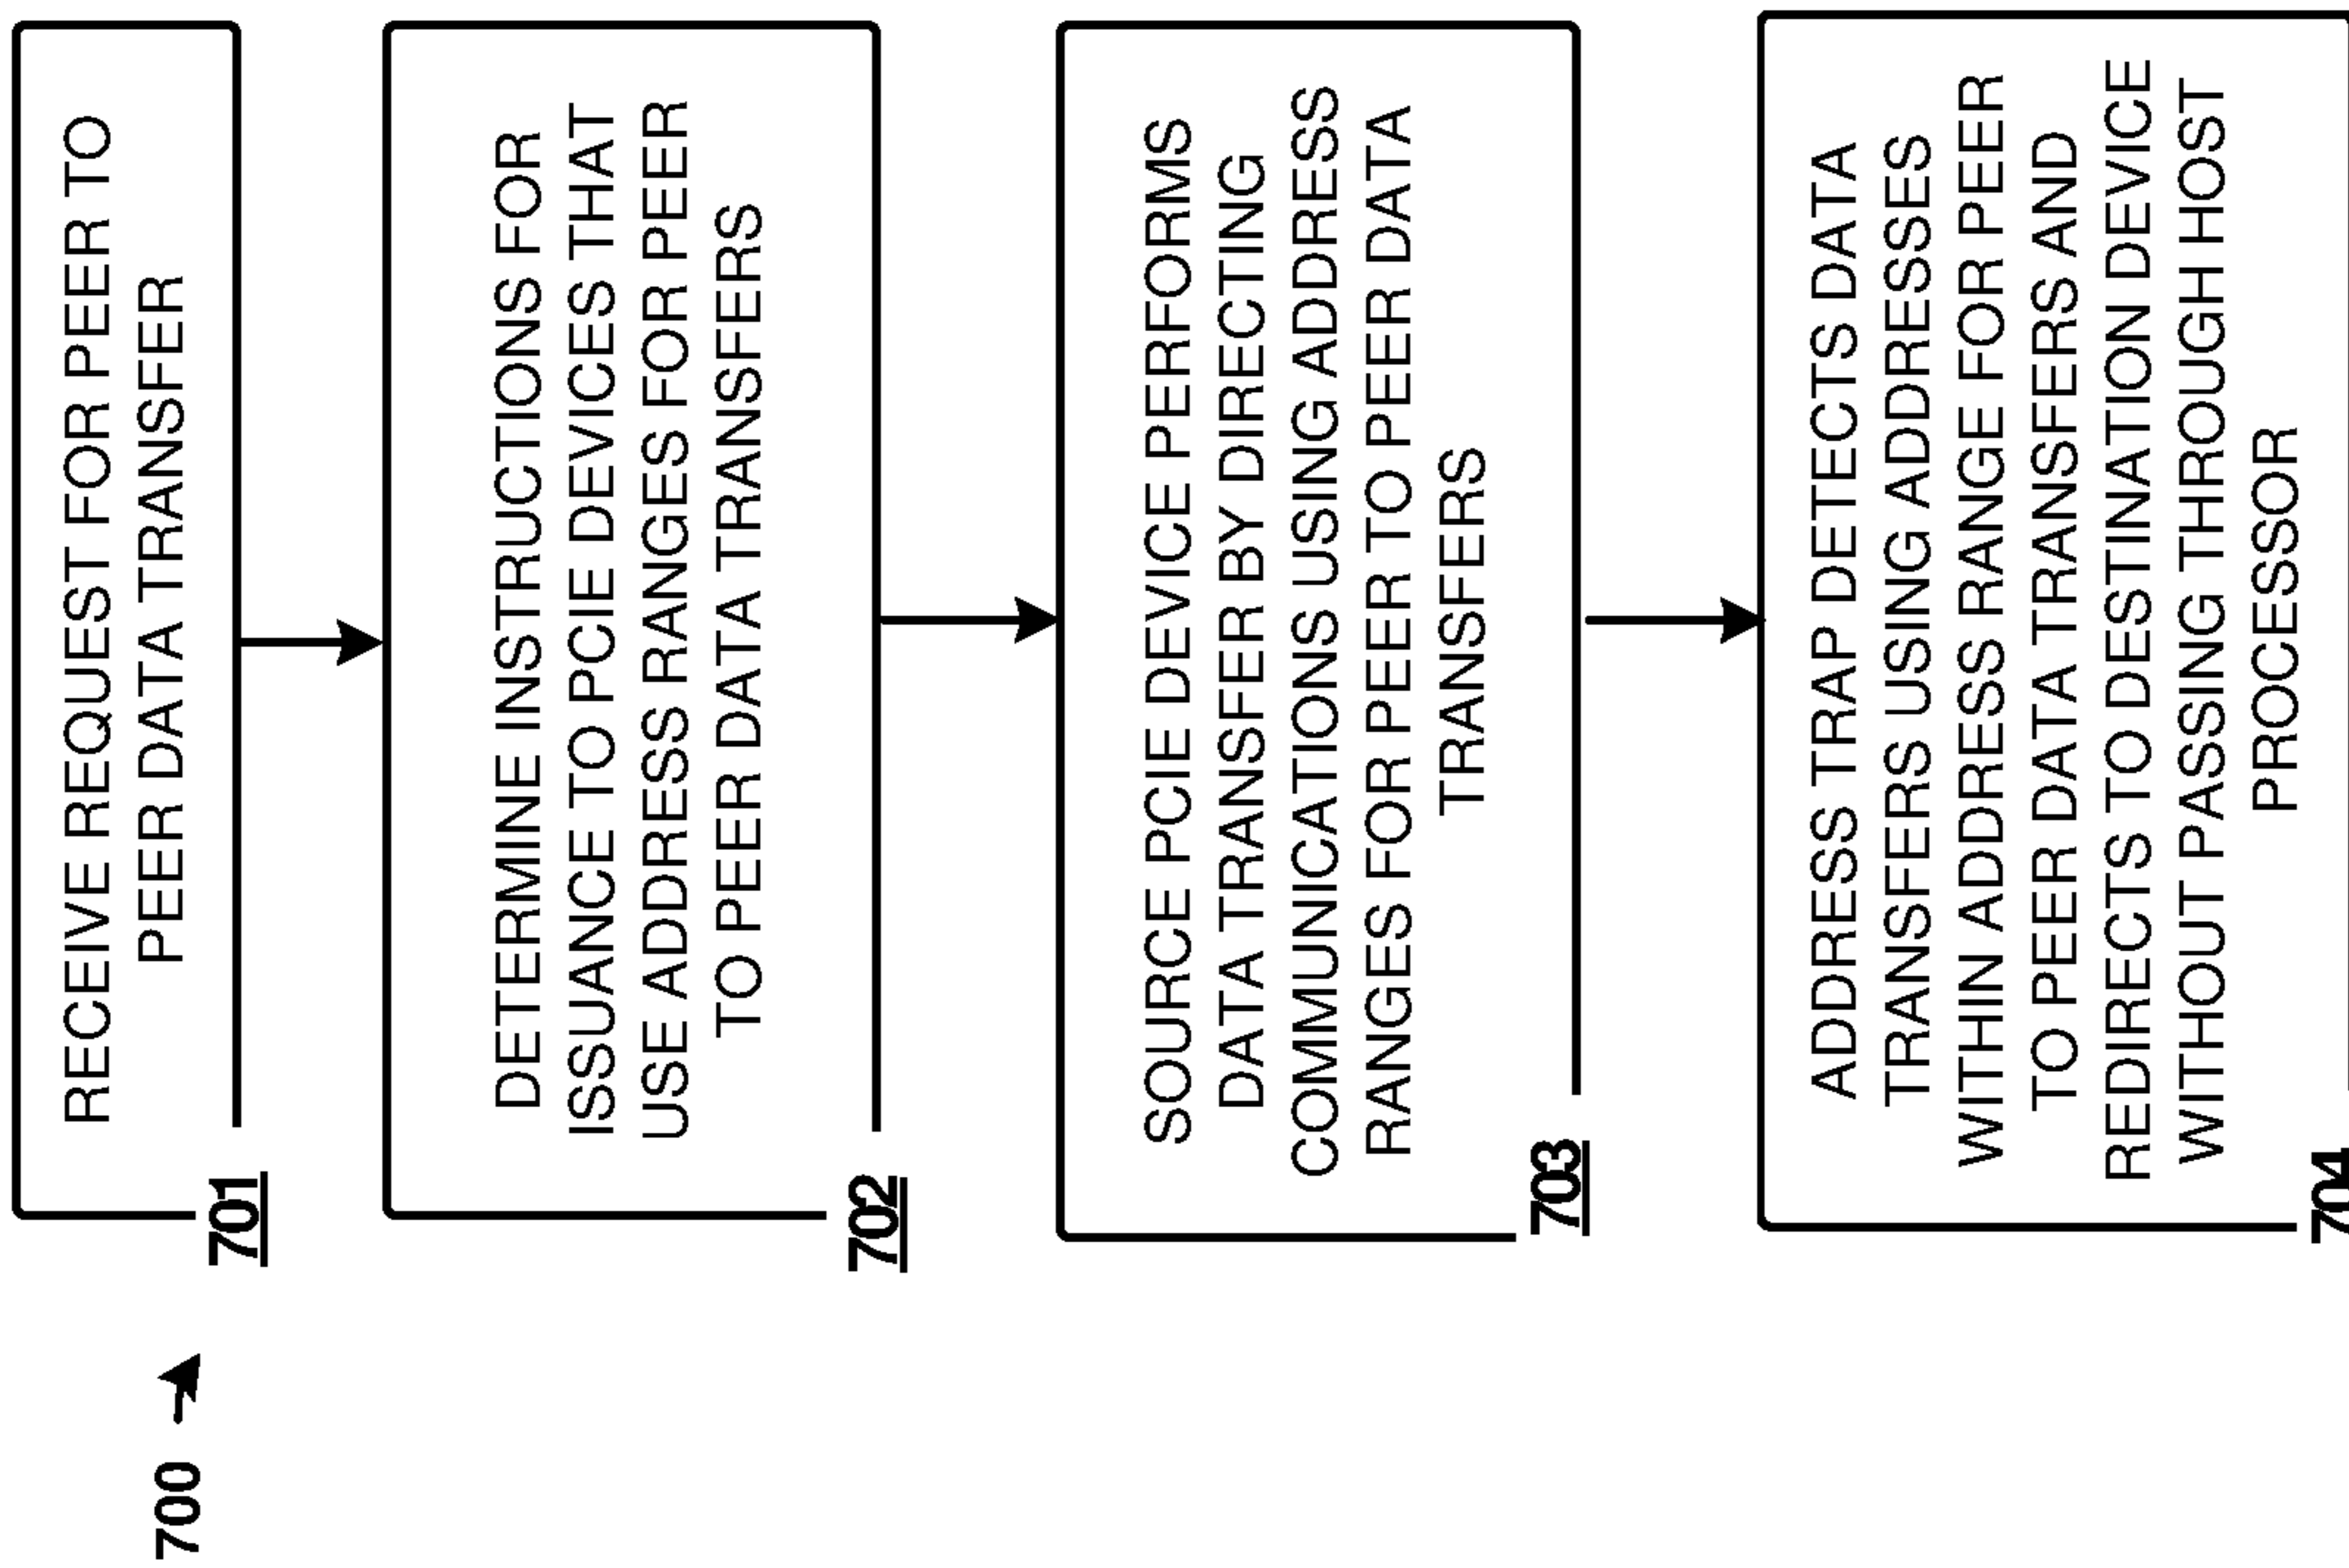 700
RECEIVE REQUEST FOR PEER TO
PEER DATA TRANSFER
701
DETERMINE INSTRUCTIONS FOR
ISSUANCE TO PCIE DEVICES THAT
USE ADDRESS RANGES FOR PEER
TO PEER DATA TRANSFERS
702
SOURCE PCIE DEVICE PERFORMS
DATA TRANSFER BY DIRECTING
COMMUNICATIONS USING ADDRESS
RANGES FOR PEER TO PEER DATA
TRANSFERS
703
ADDRESS TRAP DETECTS DATA
TRANSFERS USING ADDRESSES
WITHIN ADDRESS RANGE FOR PEER
TO PEER DATA TRANSFERS AND
REDIRECTS TO DESTINATION DEVICE
WITHOUT PASSING THROUGH HOST
PROCESSOR
704